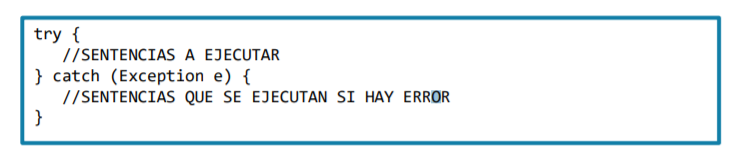 try {
   //SENTENCIAS A EJECUTAR
} catch (Exception e) {
   //SENTENCIAS QUE SE EJECUTAN SI HAY ERROR
}